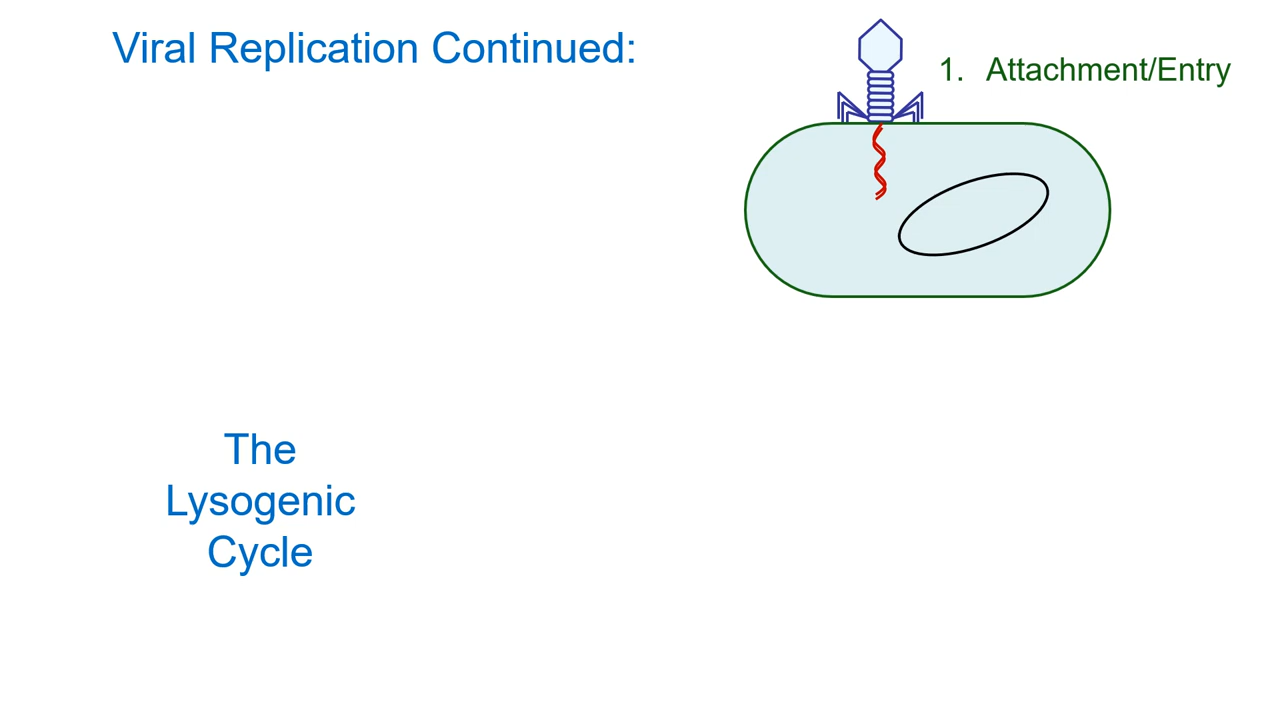 Viral Replication Continued:
1. Attachment/Entry
The
Lysogenic
Cycle